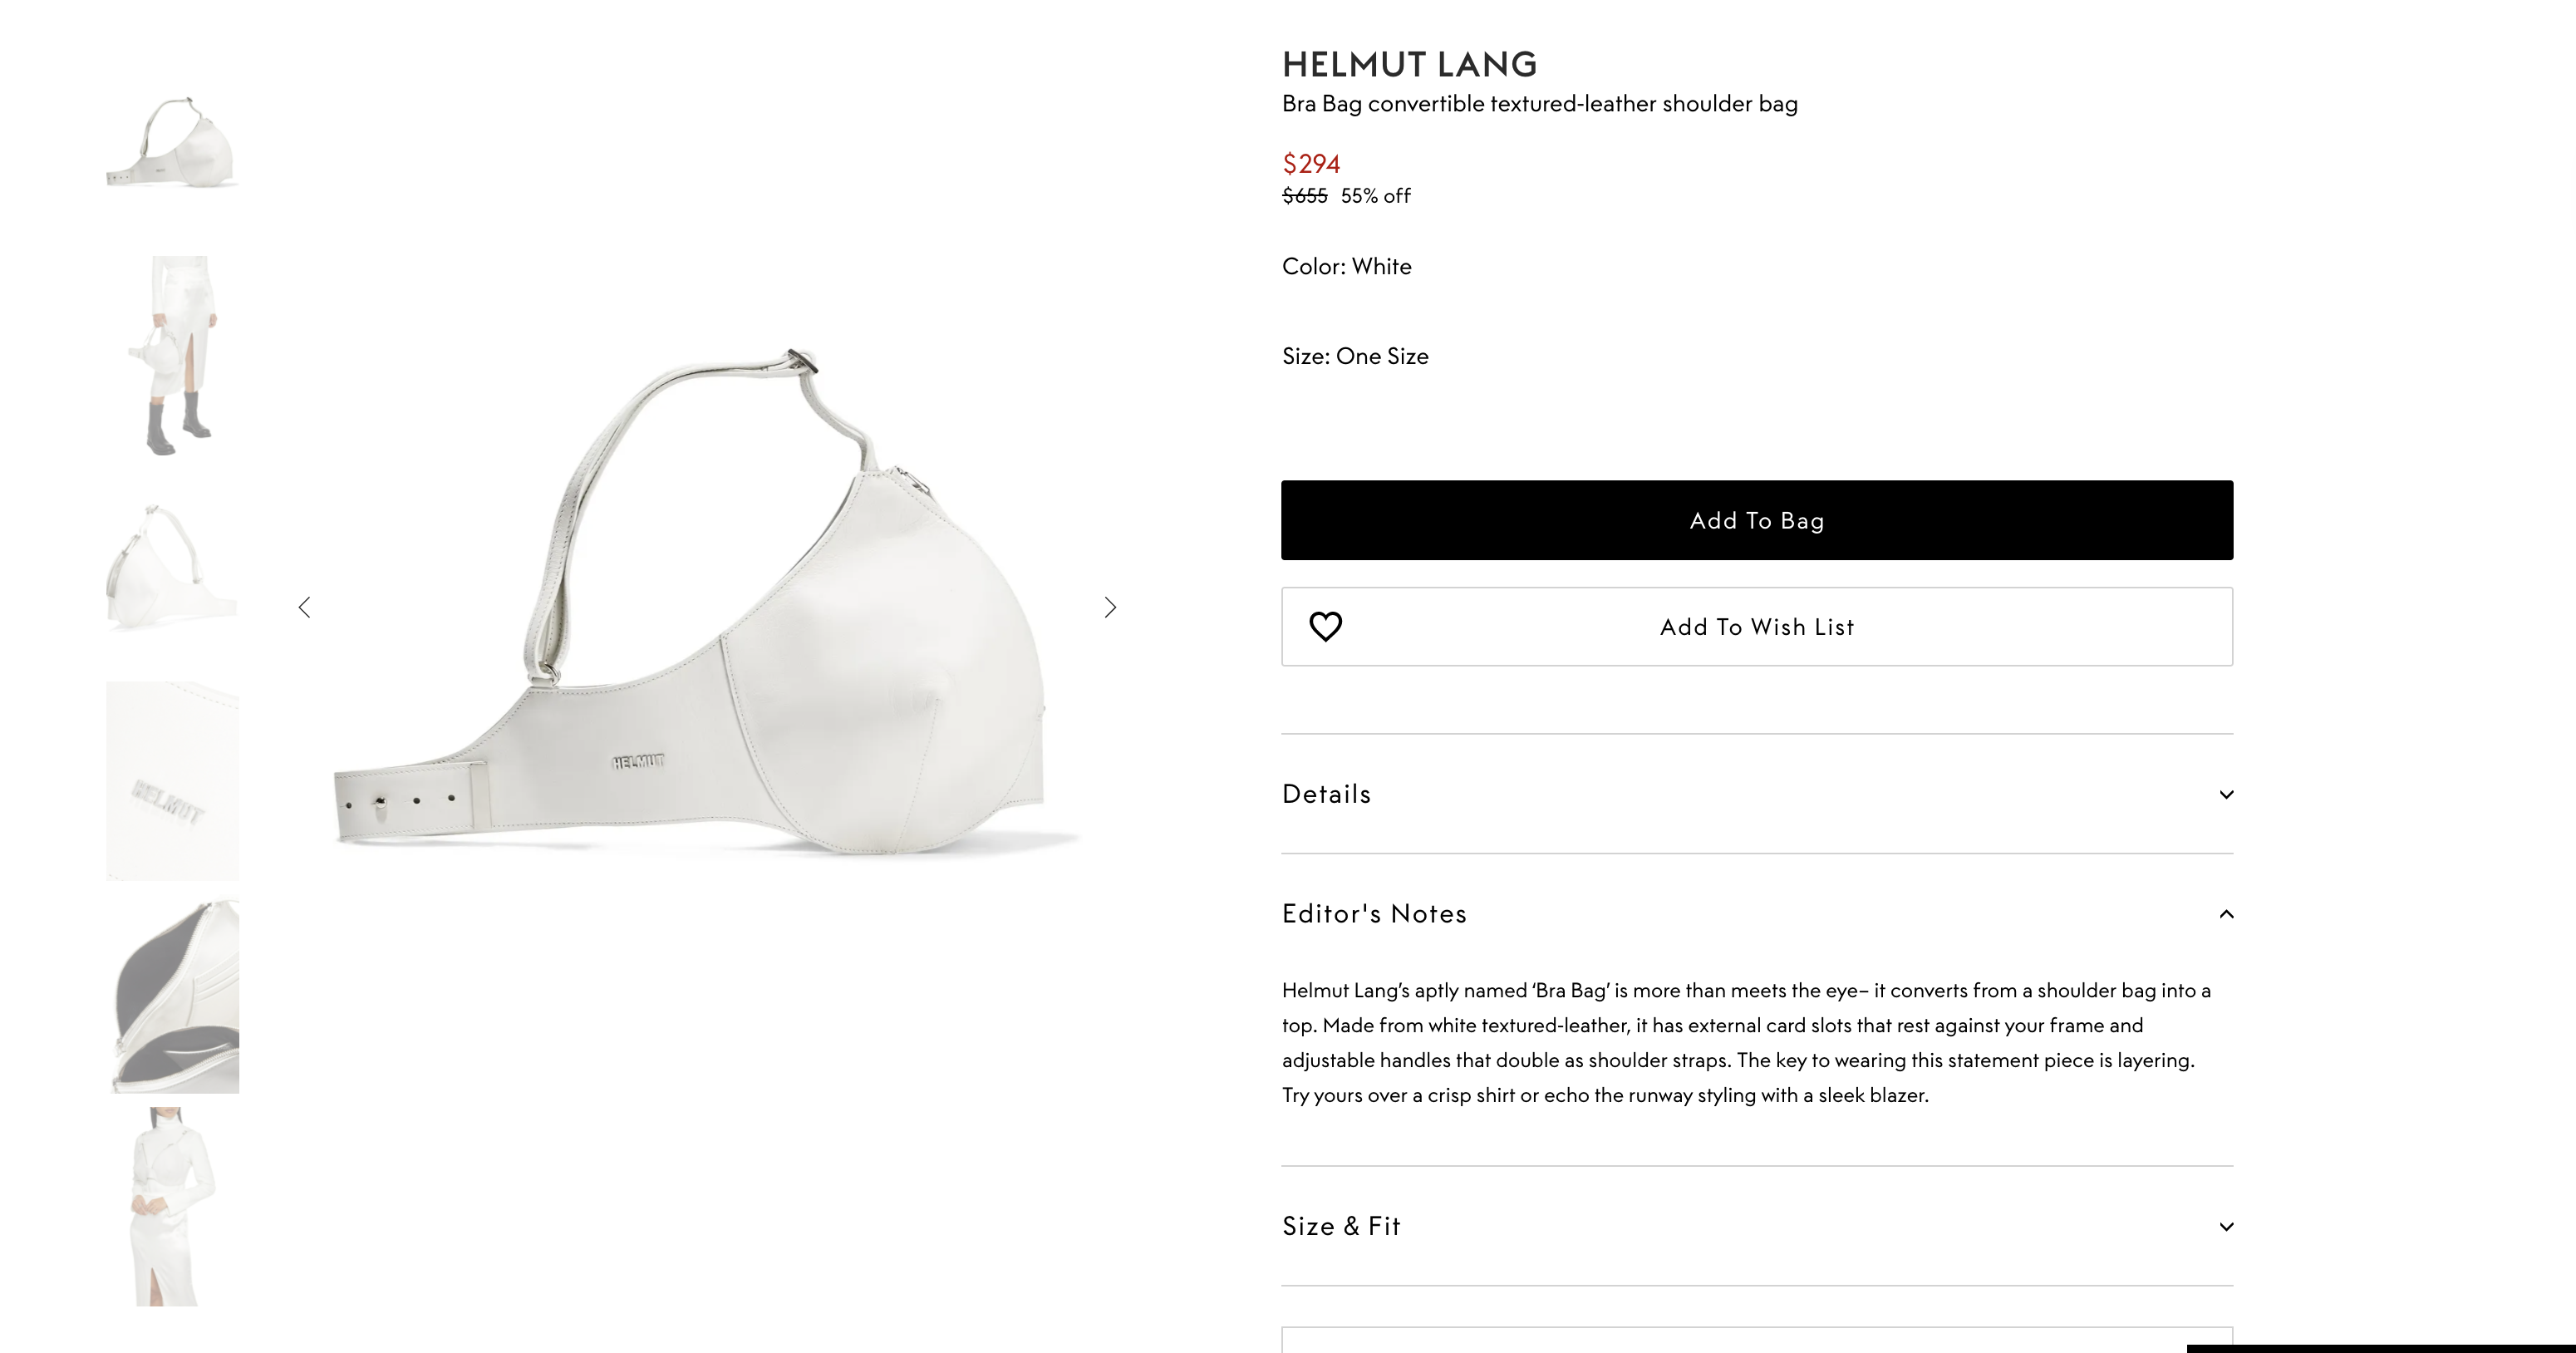 HELMUT LANG
Bra Bag convertible textured-leather shoulder bag
$294
$655 55% off
Color: White
Size: One Size
Add To Bag
Add To Wish List
HELMUT
HELMUT
Details
Editor's Notes
Helmut Lang’s aptly named ‘Bra Bag’ is more than meets the eye– it converts from a shoulder bag into a
top. Made from white textured-leather, it has external card slots that rest against your frame and
adjustable handles that double as shoulder straps. The key to wearing this statement piece is layering.
Try yours over a crisp shirt or echo the runway styling with a sleek blazer.
Size & Fit